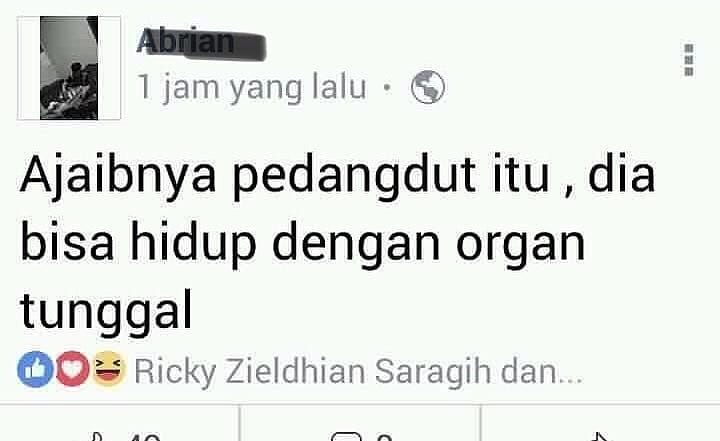 Abrian
1 jam yang lalu ·
Ajaibnya pedangdut itu , dia
bisa hidup dengan organ
tunggal
Ricky Zieldhian Saragih dan...